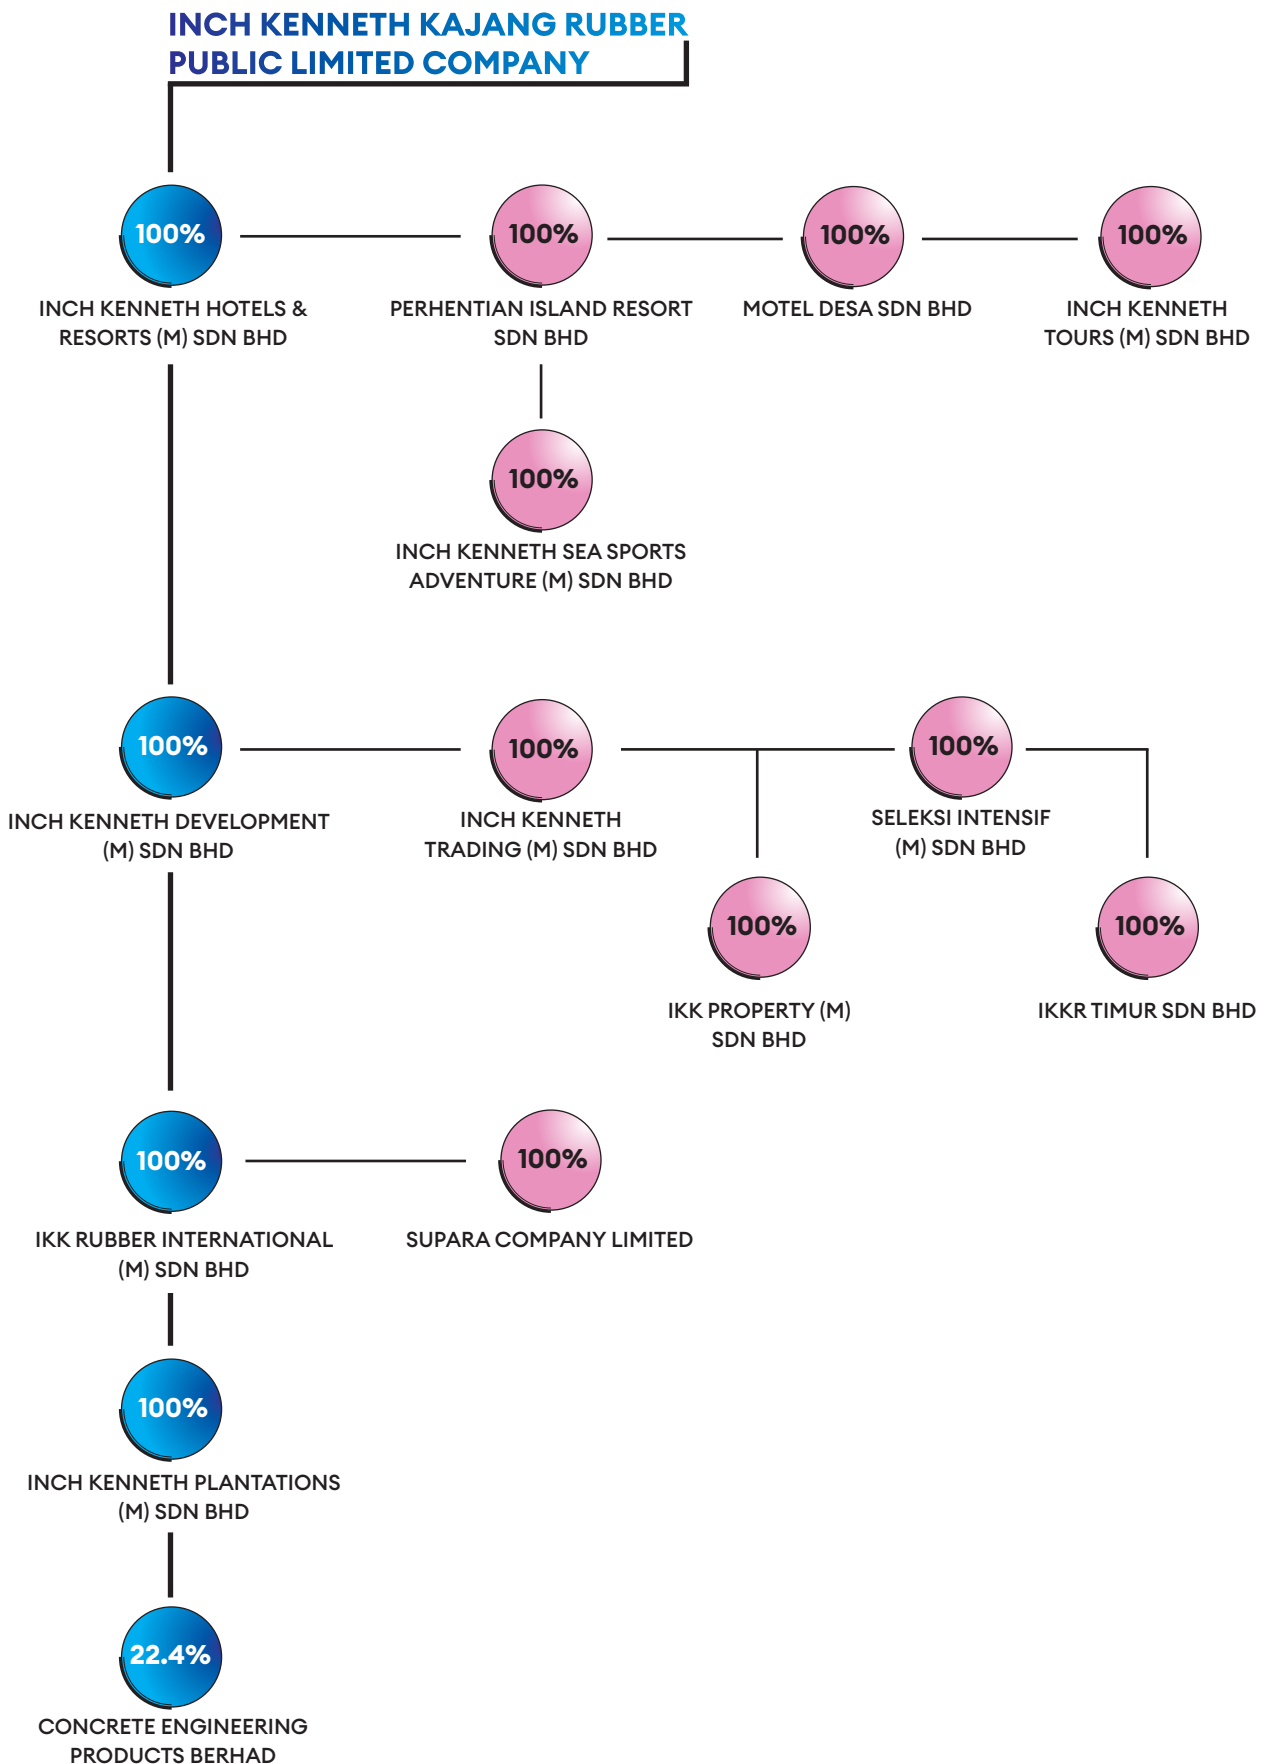 INCH KENNETH KAJANG RUBBER
PUBLIC LIMITED COMPANY
100%
INCH KENNETH HOTELS &
RESORTS (M) SDN BHD
100%
PERHENTIAN ISLAND RESORT
SDN BHD
100%
MOTEL DESA SDN BHD
100%
INCH KENNETH
TOURS (M) SDN BHD
100%
INCH KENNETH SEA SPORTS
ADVENTURE (M) SDN BHD
100%
INCH KENNETH DEVELOPMENT
(M) SDN BHD
100%
INCH KENNETH
TRADING (M) SDN BHD
100%
SELEKSI INTENSIF
(M) SDN BHD
100%
IKK PROPERTY (M)
SDN BHD
100%
IKKR TIMUR SDN BHD
100%
IKK RUBBER INTERNATIONAL
(M) SDN BHD
100%
SUPARA COMPANY LIMITED
100%
INCH KENNETH PLANTATIONS
(M) SDN BHD
22.4%
CONCRETE ENGINEERING
PRODUCTS BERHAD